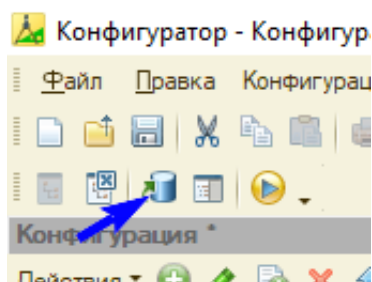 Конфигуратор - Конфигур
Файл Правка Конфигурац
Конфигурация *
Действия